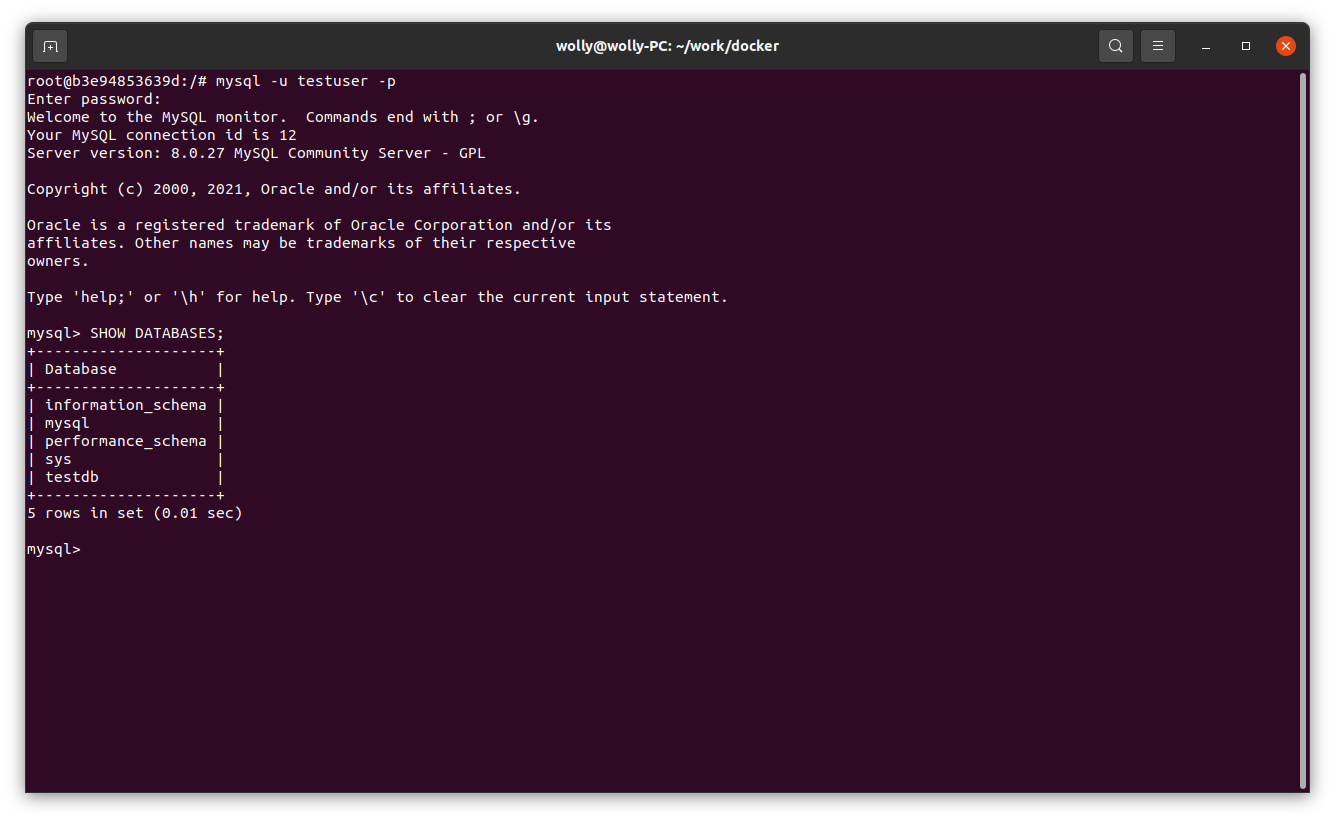 wolly@wolly-PC: ~/work/docker
root@b3e94853639d:/# mysql -u testuser -p
Enter password:
Welcome to the MySQL monitor.  Commands end with ; or \g.
Your MySQL connection id is 12
Server version: 8.0.27 MySQL Community Server - GPL

Copyright (c) 2000, 2021, Oracle and/or its affiliates.

Oracle is a registered trademark of Oracle Corporation and/or its
affiliates. Other names may be trademarks of their respective
owners.

Type 'help;' or '\h' for help. Type '\c' to clear the current input statement.

mysql> SHOW DATABASES;
+--------------------+
| Database           |
+--------------------+
| information_schema |
| mysql              |
| performance_schema |
| sys                |
| testdb             |
+--------------------+
5 rows in set (0.01 sec)

mysql>